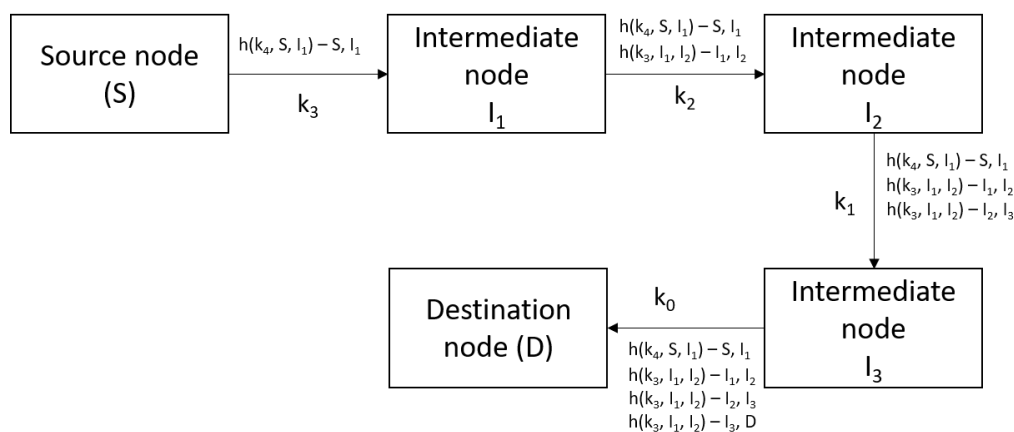 Source node
(S)
h(k₄, S, I₁) – S, I₁
k₃
Intermediate
node
I₁
h(k₄, S, I₁) – S, I₁
h(k₃, I₁, I₂) – I₁, I₂
k₂
Intermediate
node
I₂
h(k₄, S, I₁) – S, I₁
h(k₃, I₁, I₂) – I₁, I₂
h(k₃, I₁, I₂) – I₂, I₃
k₁
Intermediate
node
I₃
k₀
h(k₄, S, I₁) – S, I₁
h(k₃, I₁, I₂) – I₁, I₂
h(k₃, I₁, I₂) – I₂, I₃
h(k₃, I₁, I₂) – I₃, D
Destination
node (D)